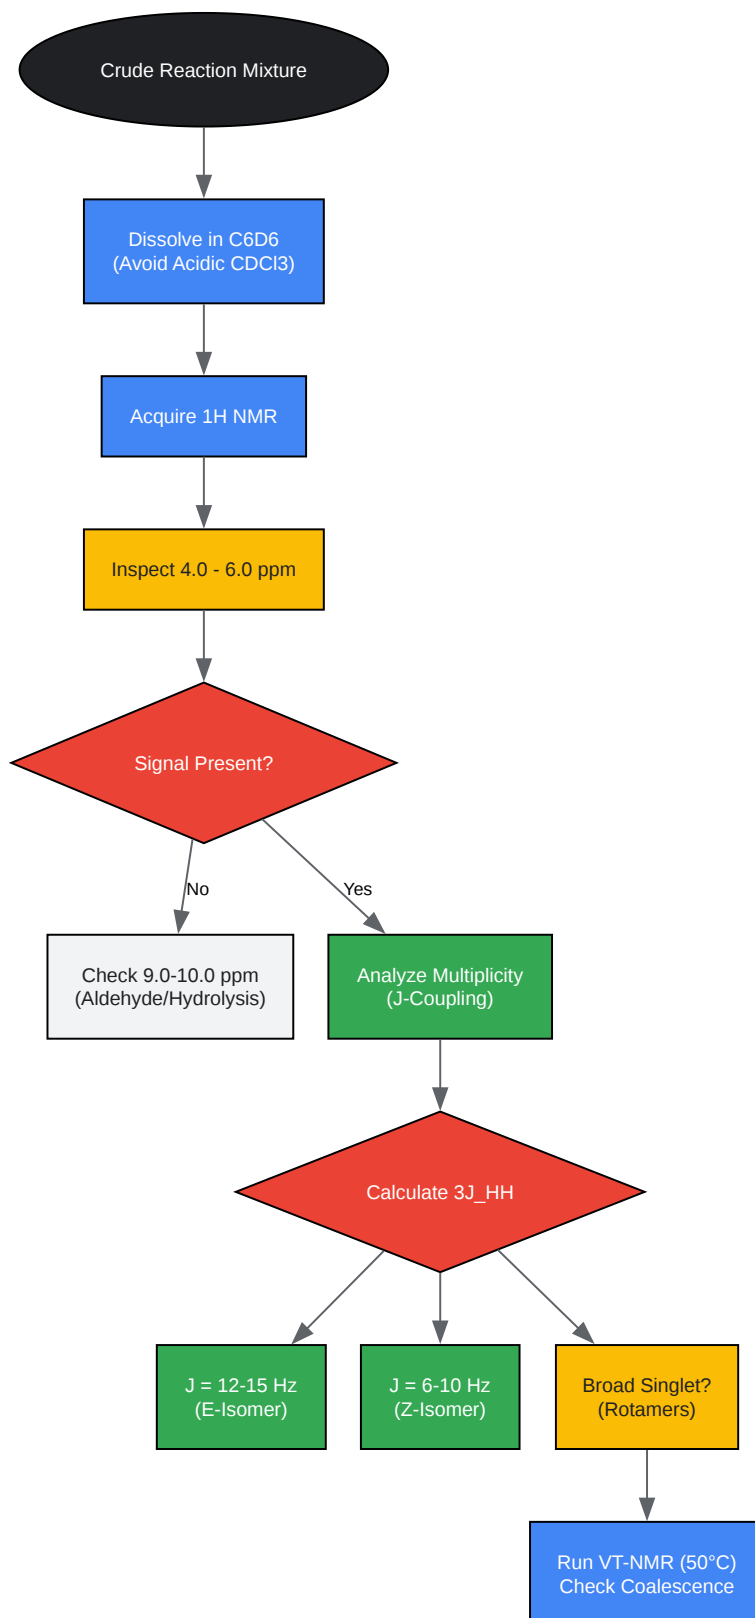 Crude Reaction Mixture
Dissolve in C6D6
(Avoid Acidic CDCl3)
Acquire 1H NMR
Inspect 4.0 - 6.0 ppm
Signal Present?
No
Yes
Check 9.0-10.0 ppm
(Aldehyde/Hydrolysis)
Analyze Multiplicity
(J-Coupling)
Calculate 3J_HH
J = 12-15 Hz
(E-Isomer)
J = 6-10 Hz
(Z-Isomer)
Broad Singlet?
(Rotamers)
Run VT-NMR (50°C)
Check Coalescence